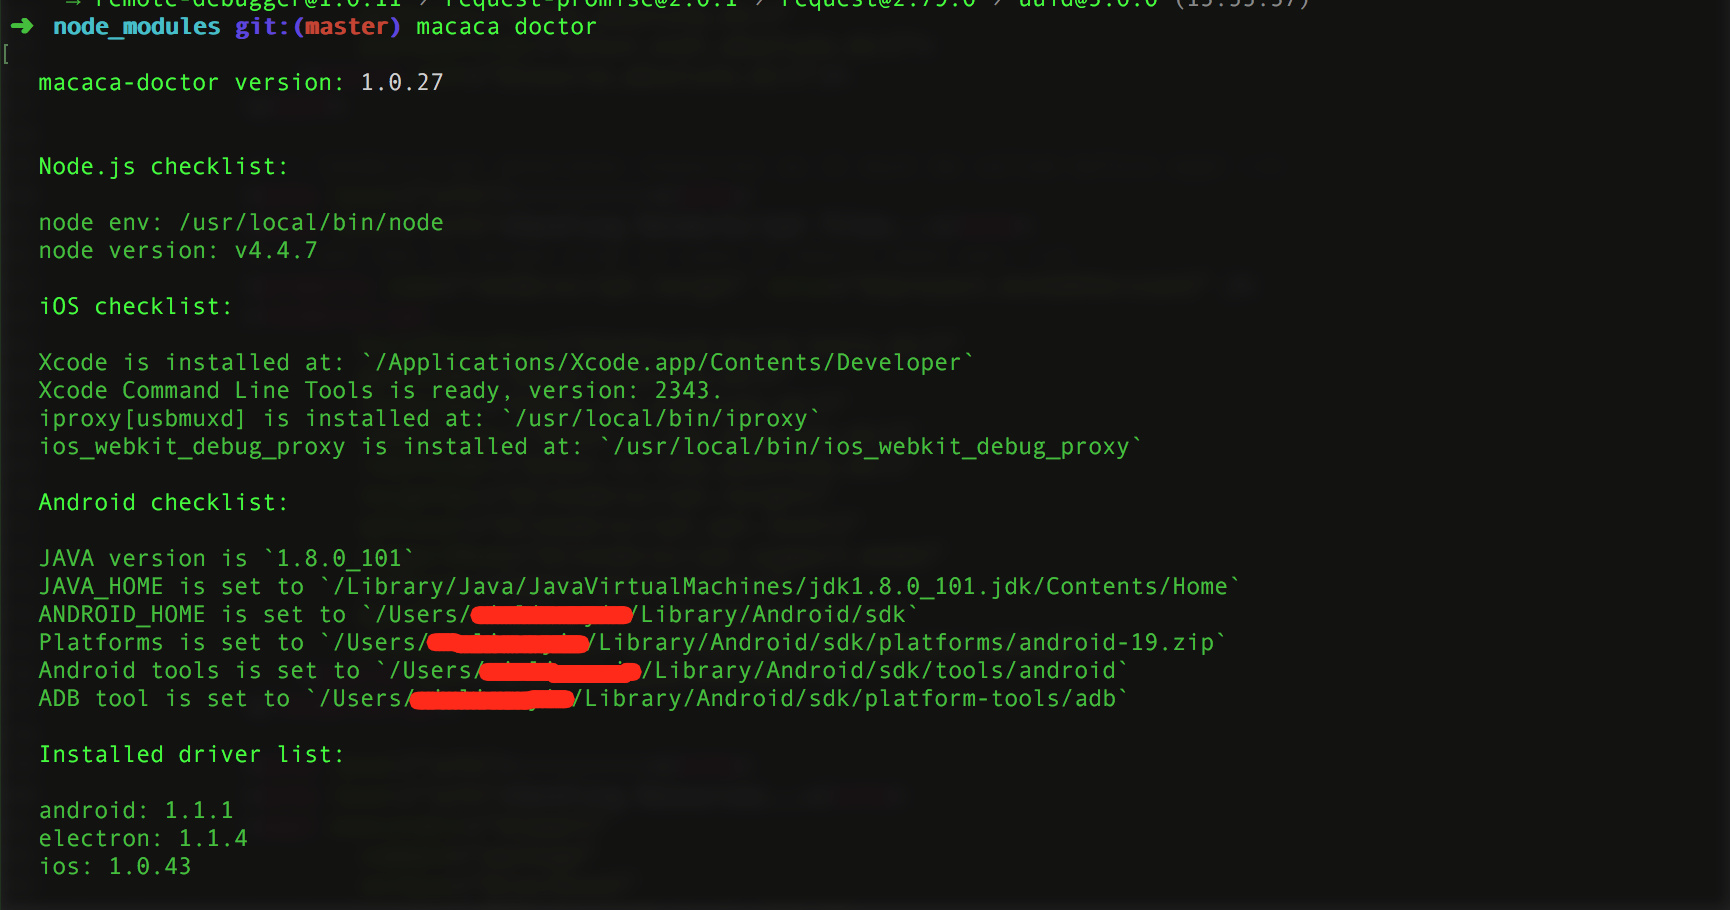 → remote-debugger@1.0.11 › request-promise@2.0.1 › request@2.79.0 › uuid@3.0.0
➜ node_modules git:(master) macaca doctor
[
macaca-doctor version: 1.0.27
Node.js checklist:
node env: /usr/local/bin/node
node version: v4.4.7
iOS checklist:
Xcode is installed at: `/Applications/Xcode.app/Contents/Developer`
Xcode Command Line Tools is ready, version: 2343.
iproxy[usbmuxd] is installed at: `/usr/local/bin/iproxy`
ios_webkit_debug_proxy is installed at: `/usr/local/bin/ios_webkit_debug_proxy`
Android checklist:
JAVA version is `1.8.0_101`
JAVA_HOME is set to `/Library/Java/JavaVirtualMachines/jdk1.8.0_101.jdk/Contents/Home`
ANDROID_HOME is set to `/Users/ /Library/Android/sdk`
Platforms is set to `/Users/ /Library/Android/sdk/platforms/android-19.zip`
Android tools is set to `/Users/ /Library/Android/sdk/tools/android`
ADB tool is set to `/Users/ /Library/Android/sdk/platform-tools/adb`
Installed driver list:
android: 1.1.1
electron: 1.1.4
ios: 1.0.43